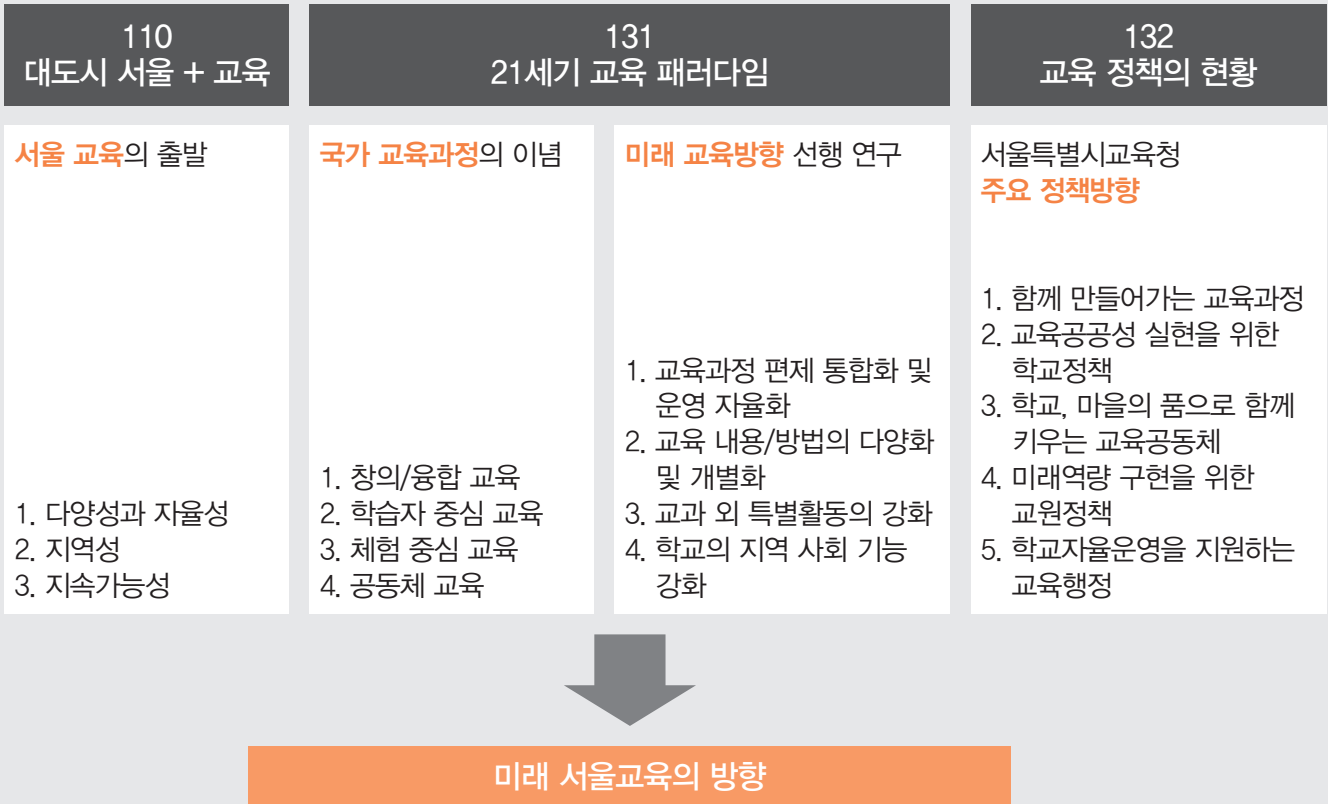 110
대도시 서울 + 교육
131
21세기 교육 패러다임
132
교육 정책의 현황
서울 교육의 출발
1. 다양성과 자율성
2. 지역성
3. 지속가능성
국가 교육과정의 이념
1. 창의/융합 교육
2. 학습자 중심 교육
3. 체험 중심 교육
4. 공동체 교육
미래 교육방향 선행 연구
1. 교육과정 편제 통합화 및
운영 자율화
2. 교육 내용/방법의 다양화
및 개별화
3. 교과 외 특별활동의 강화
4. 학교의 지역 사회 기능
강화
서울특별시교육청
주요 정책방향
1. 함께 만들어가는 교육과정
2. 교육공공성 실현을 위한
학교정책
3. 학교, 마을의 품으로 함께
키우는 교육공동체
4. 미래역량 구현을 위한
교원정책
5. 학교자율운영을 지원하는
교육행정
미래 서울교육의 방향